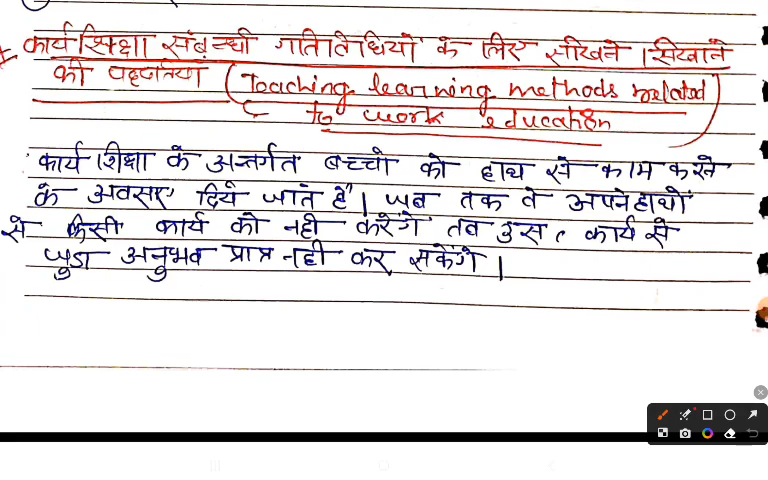 कार्य शिक्षा संबन्धी गतिविधियों के लिए सीखने / सिखाने
की पद्धतियाँ (Teaching learning methods related
to work education)
कार्य शिक्षा के अन्तर्गत बच्चो को हाथ से काम करने
के अवसर दिये जाते है। जब तक वे अपने हाथों
से किसी कार्य को नही करेंगे तब उस कार्य से
जुडा अनुभव प्राप्त नही कर सकेंगे।